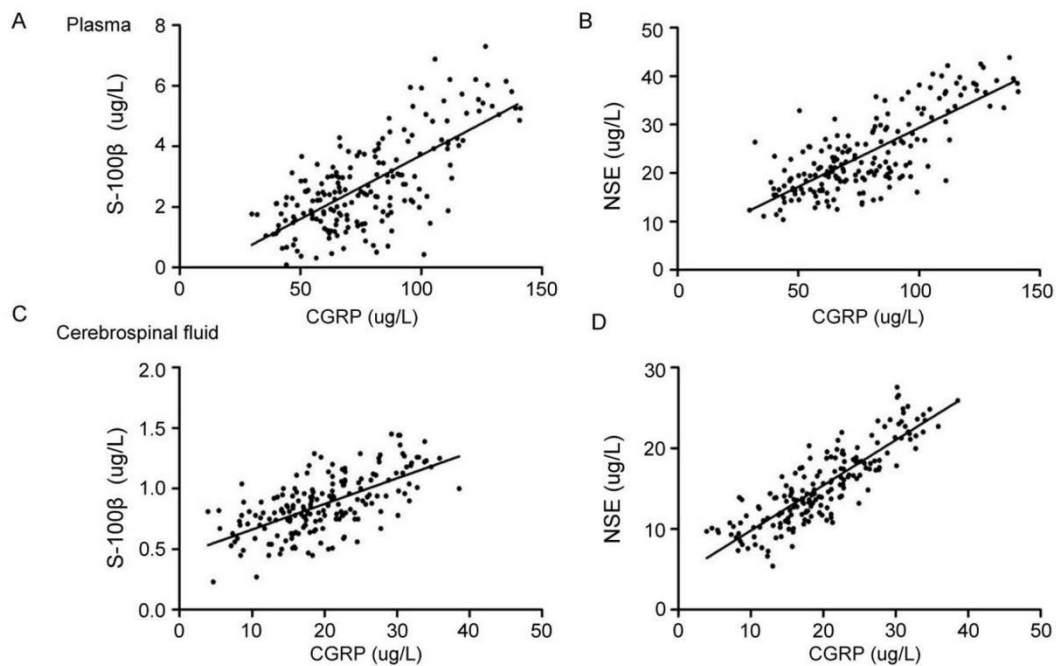 A Plasma
S-100β (ug/L)
8
6
4
2
0
0 50 100 150
CGRP (ug/L)
B
NSE (ug/L)
50
40
30
20
10
0
0 50 100 150
CGRP (ug/L)
C
Cerebrospinal fluid
S-100β (ug/L)
2.0
1.5
1.0
0.5
0.0
0 10 20 30 40 50
CGRP (ug/L)
D
NSE (ug/L)
30
20
10
0
0 10 20 30 40 50
CGRP (ug/L)